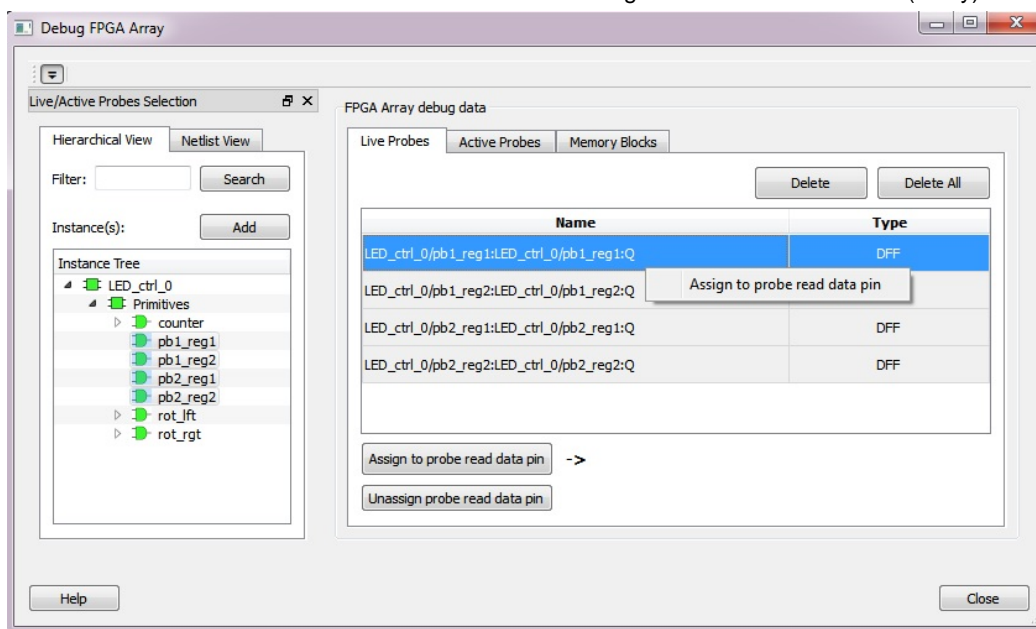 Debug FPGA Array
Live/Active Probes Selection
Hierarchical View Netlist View
Filter: Search
Instance(s): Add
Instance Tree
LED_ctrl_0
Primitives
counter
pb1_reg1
pb1_reg2
pb2_reg1
pb2_reg2
rot_lft
rot_rgt
FPGA Array debug data
Live Probes Active Probes Memory Blocks
Delete Delete All
Name Type
LED_ctrl_0/pb1_reg1:LED_ctrl_0/pb1_reg1:Q DFF
LED_ctrl_0/pb1_reg2:LED_ctrl_0/pb1_reg2:Q
Assign to probe read data pin
LED_ctrl_0/pb2_reg1:LED_ctrl_0/pb2_reg1:Q DFF
LED_ctrl_0/pb2_reg2:LED_ctrl_0/pb2_reg2:Q DFF
Assign to probe read data pin ->
Unassign probe read data pin
Help Close